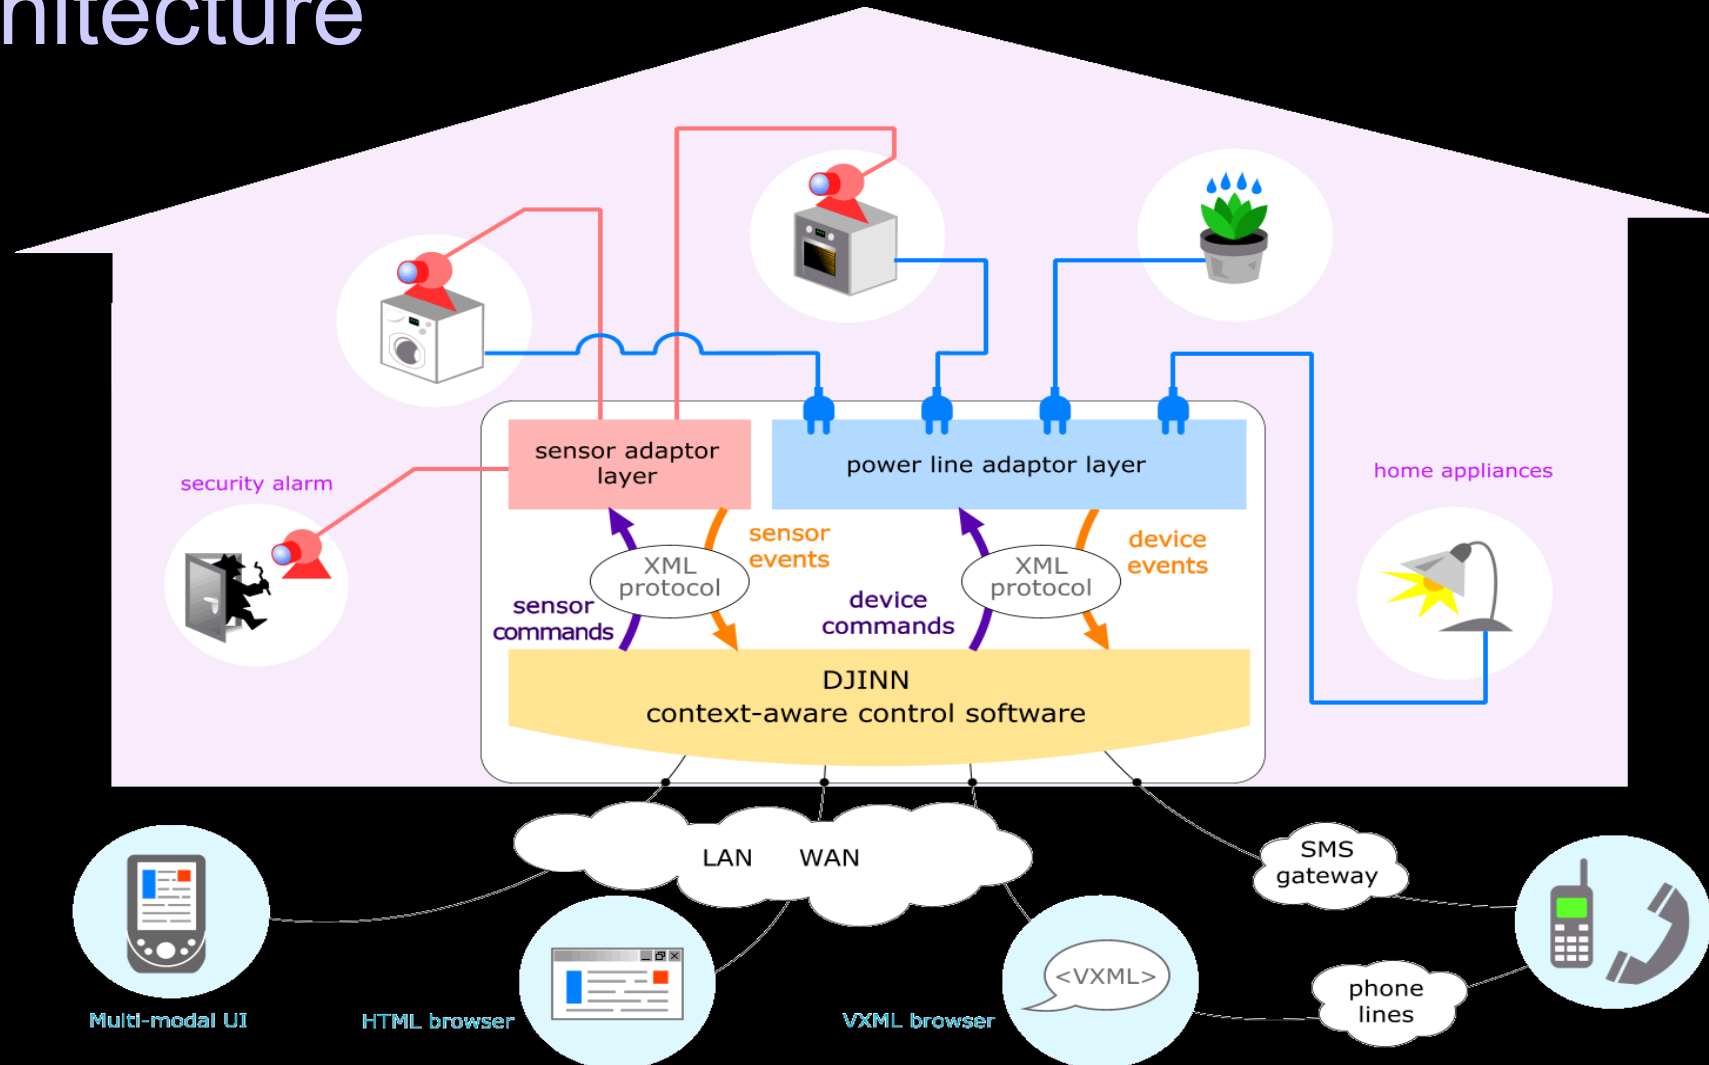 sensor adaptor
layer
power line adaptor layer
security alarm
home appliances
sensor
events
device
events
XML
protocol
XML
protocol
sensor
commands
device
commands
DJINN
context-aware control software
LAN WAN
SMS
gateway
<VXML>
phone
lines
Multi-modal UI
HTML browser
VXML browser